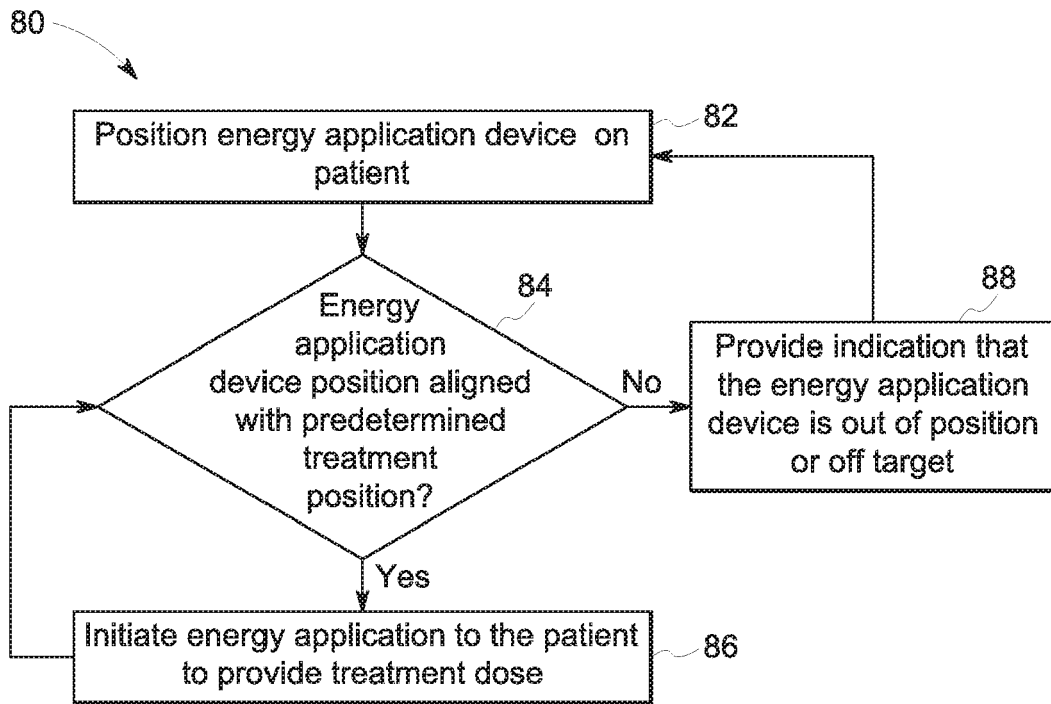 80
Position energy application device on
patient
82
Energy
application
device position aligned
with predetermined
treatment
position?
84
No
88
Provide indication that
the energy application
device is out of position
or off target
Yes
Initiate energy application to the patient
to provide treatment dose
86